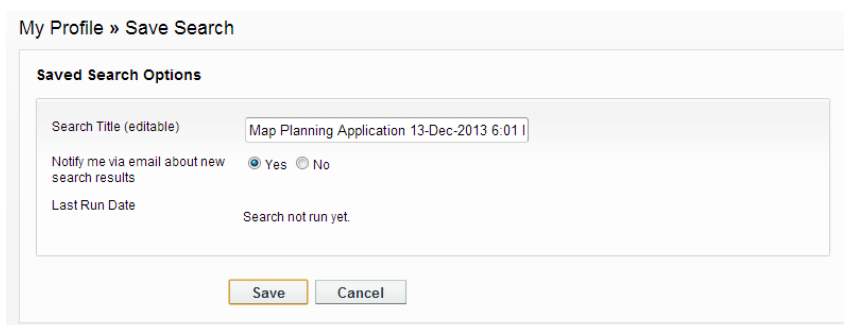 My Profile » Save Search
Saved Search Options
Search Title (editable)
Map Planning Application 13-Dec-2013 6:01
Notify me via email about new
search results
Yes No
Last Run Date
Search not run yet.
Save Cancel